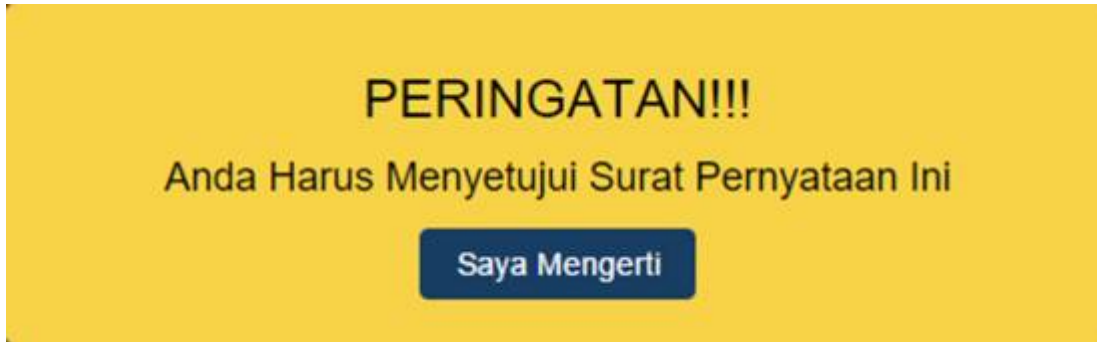 PERINGATAN!!!
Anda Harus Menyetujui Surat Pernyataan Ini
Saya Mengerti